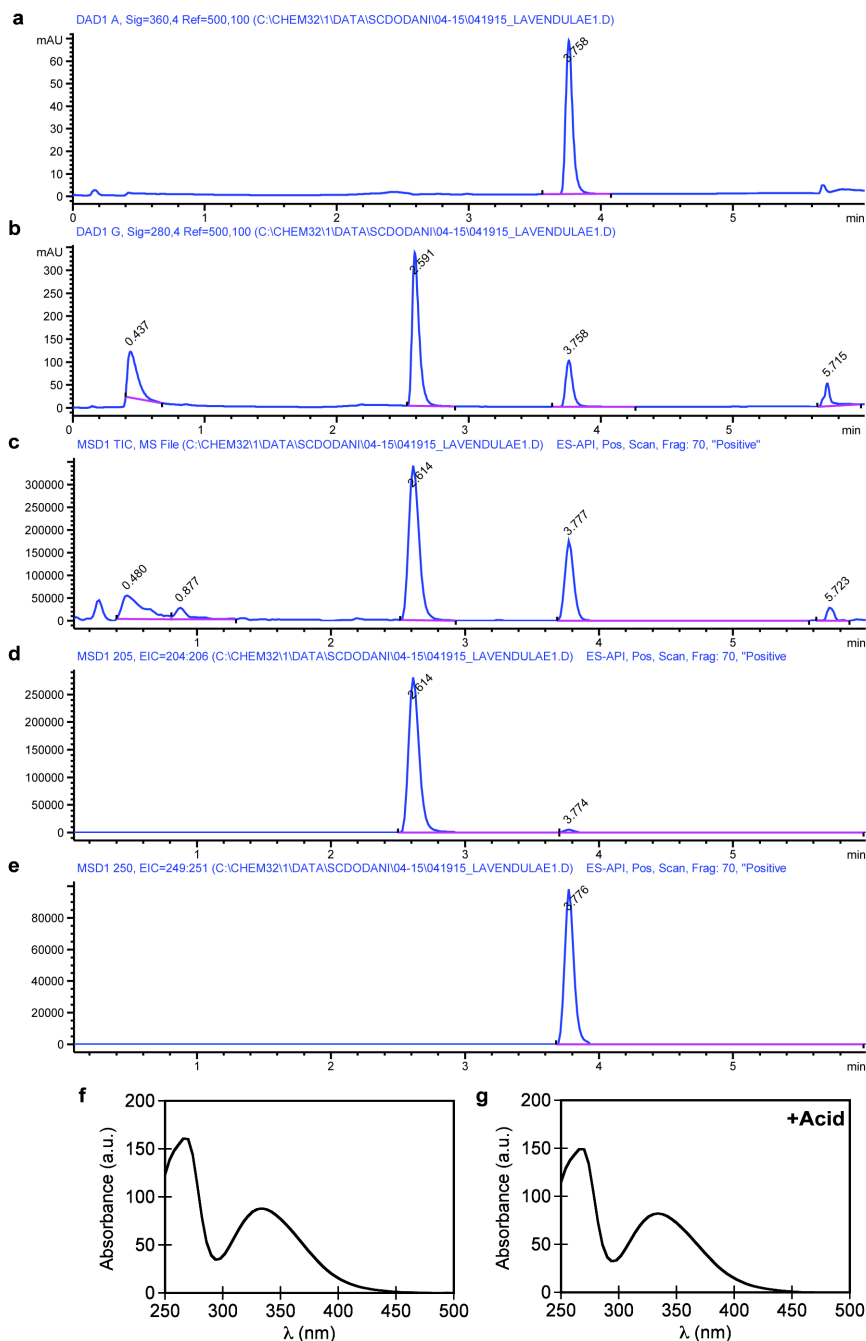 a
DAD1 A, Sig=360,4 Ref=500,100 (C:\CHEM32\1\DATA\SCDODANI\04-15\041915_LAVENDULAE1.D)
mAU
60
50
40
30
20
10
0
3.758
0 1 2 3 4 5 min
b
DAD1 G, Sig=280,4 Ref=500,100 (C:\CHEM32\1\DATA\SCDODANI\04-15\041915_LAVENDULAE1.D)
mAU
300
250
200
150
100
50
0
0.437
2.591
3.758
5.715
0 1 2 3 4 5 min
c
MSD1 TIC, MS File (C:\CHEM32\1\DATA\SCDODANI\04-15\041915_LAVENDULAE1.D) ES-API, Pos, Scan, Frag: 70, "Positive"
300000
250000
200000
150000
100000
50000
0
0.480
0.877
2.614
3.777
5.723
1 2 3 4 5 min
d
MSD1 205, EIC=204:206 (C:\CHEM32\1\DATA\SCDODANI\04-15\041915_LAVENDULAE1.D) ES-API, Pos, Scan, Frag: 70, "Positive
250000
200000
150000
100000
50000
0
2.614
3.774
1 2 3 4 5 min
e
MSD1 250, EIC=249:251 (C:\CHEM32\1\DATA\SCDODANI\04-15\041915_LAVENDULAE1.D) ES-API, Pos, Scan, Frag: 70, "Positive
80000
60000
40000
20000
0
3.776
1 2 3 4 5 min
f
Absorbance (a.u.)
200
150
100
50
0
250 300 350 400 450 500
λ (nm)
g
+Acid
Absorbance (a.u.)
200
150
100
50
0
250 300 350 400 450 500
λ (nm)